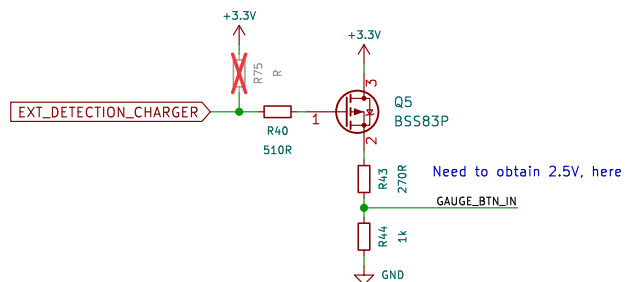 +3.3V
+3.3V
R75
R
EXT_DETECTION_CHARGER
R40
510R
1
3
Q5
BSS83P
2
R43
270R
Need to obtain 2.5V, here
GAUGE_BTN_IN
R44
1k
GND